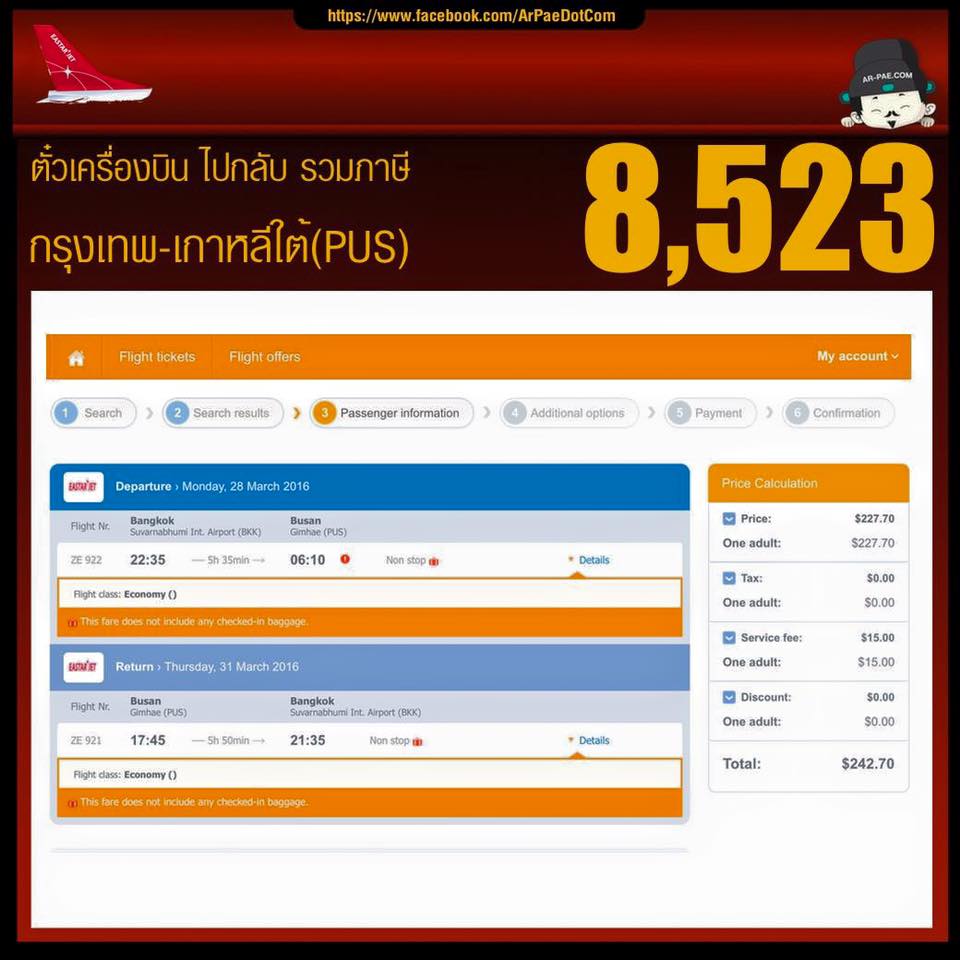 https://www.facebook.com/ArPaeDotCom
EASTAR JET
AR-PAE.COM
ตั๋วเครื่องบิน ไปกลับ รวมภาษี
8,523
กรุงเทพ-เกาหลีใต้(PUS)
Flight tickets
Flight offers
My account
1 Search
2 Search results
3 Passenger information
4 Additional options
5 Payment
6 Confirmation
EASTAR JET
Departure › Monday, 28 March 2016
Flight Nr.
Bangkok
Suvarnabhumi Int. Airport (BKK)
Busan
Gimhae (PUS)
ZE 922
22:35
5h 35min
06:10
Non stop
Details
Flight class: Economy ()
This fare does not include any checked-in baggage.
EASTAR JET
Return › Thursday, 31 March 2016
Flight Nr.
Busan
Gimhae (PUS)
Bangkok
Suvarnabhumi Int. Airport (BKK)
ZE 921
17:45
5h 50min
21:35
Non stop
Details
Flight class: Economy ()
This fare does not include any checked-in baggage.
Price Calculation
Price: $227.70
One adult: $227.70
Tax: $0.00
One adult: $0.00
Service fee: $15.00
One adult: $15.00
Discount: $0.00
One adult: $0.00
Total: $242.70